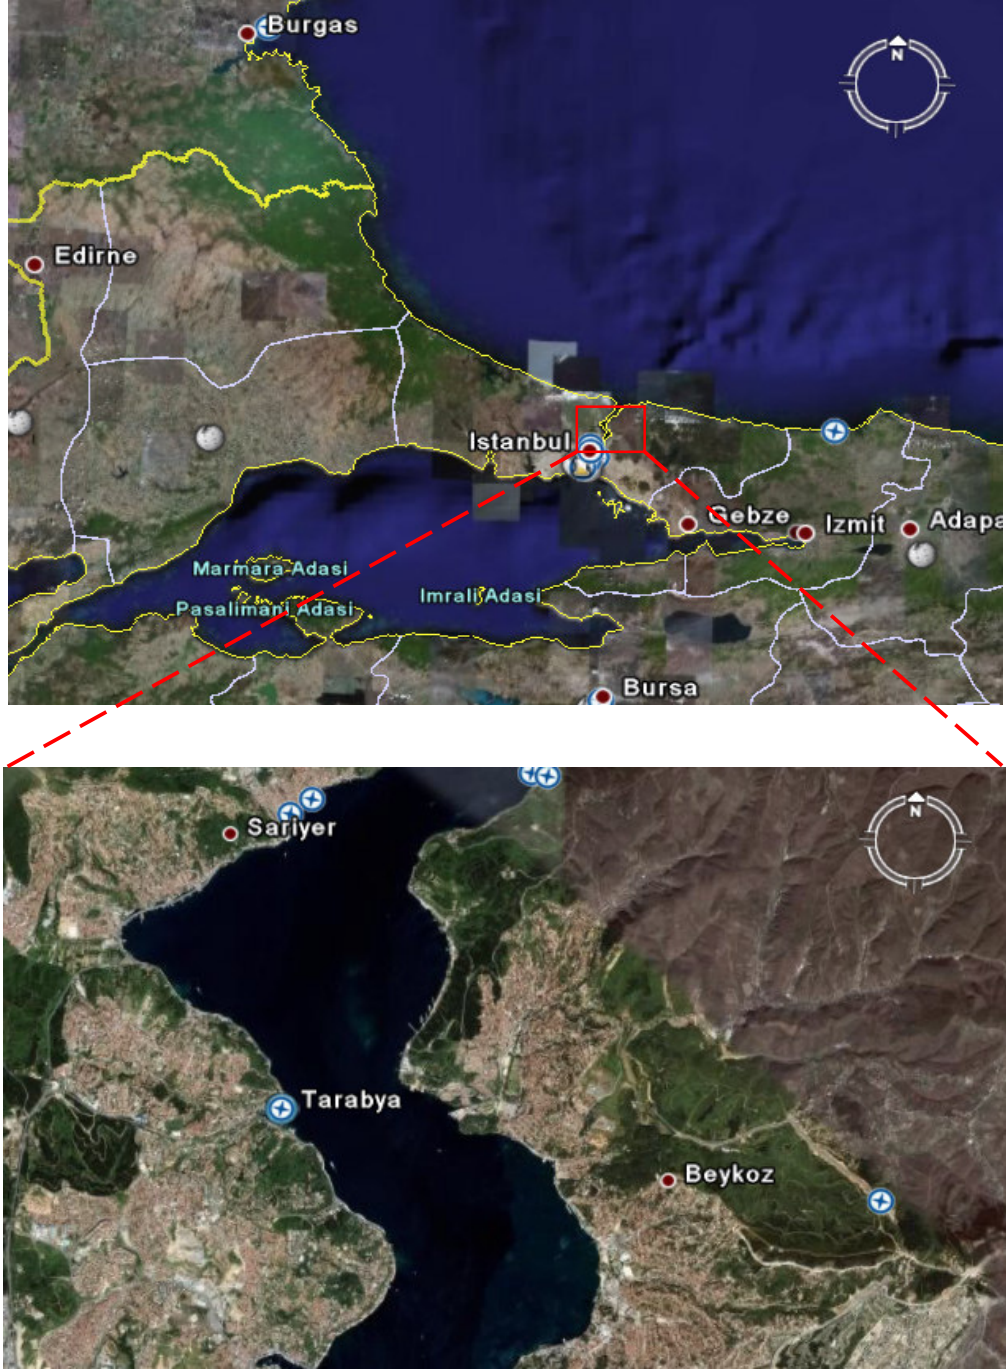 Burgas
N
Edirne
Istanbul
Gebze
Izmit
Adapa
Marmara Adasi
Pasalimani Adasi
Imrali Adasi
Bursa
N
Sariyer
Tarabya
Beykoz